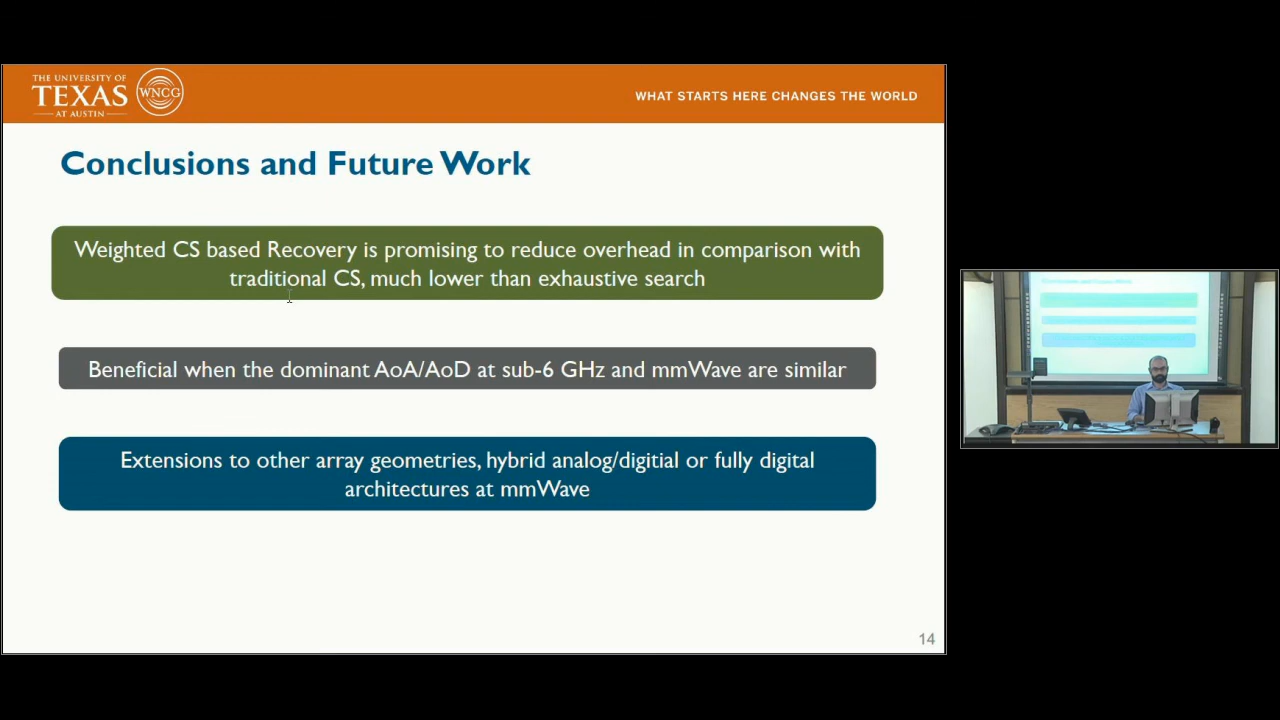 THE UNIVERSITY OF
TEXAS
AT AUSTIN
WNCG
WHAT STARTS HERE CHANGES THE WORLD
Conclusions and Future Work
Weighted CS based Recovery is promising to reduce overhead in comparison with
traditional CS, much lower than exhaustive search
Beneficial when the dominant AoA/AoD at sub-6 GHz and mmWave are similar
Extensions to other array geometries, hybrid analog/digitial or fully digital
architectures at mmWave
14